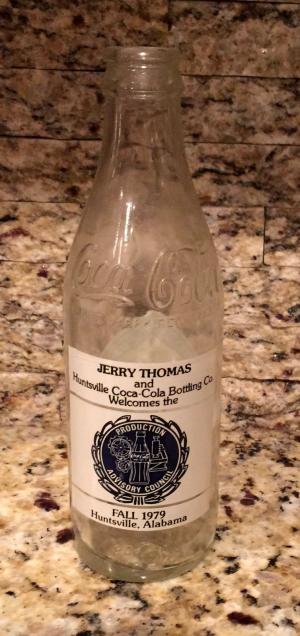 Coca-Cola
JERRY THOMAS
and
Huntsville Coca-Cola Bottling Co.
Welcomes the
PRODUCTION
ADVISORY COUNCIL
FALL 1979
Huntsville, Alabama